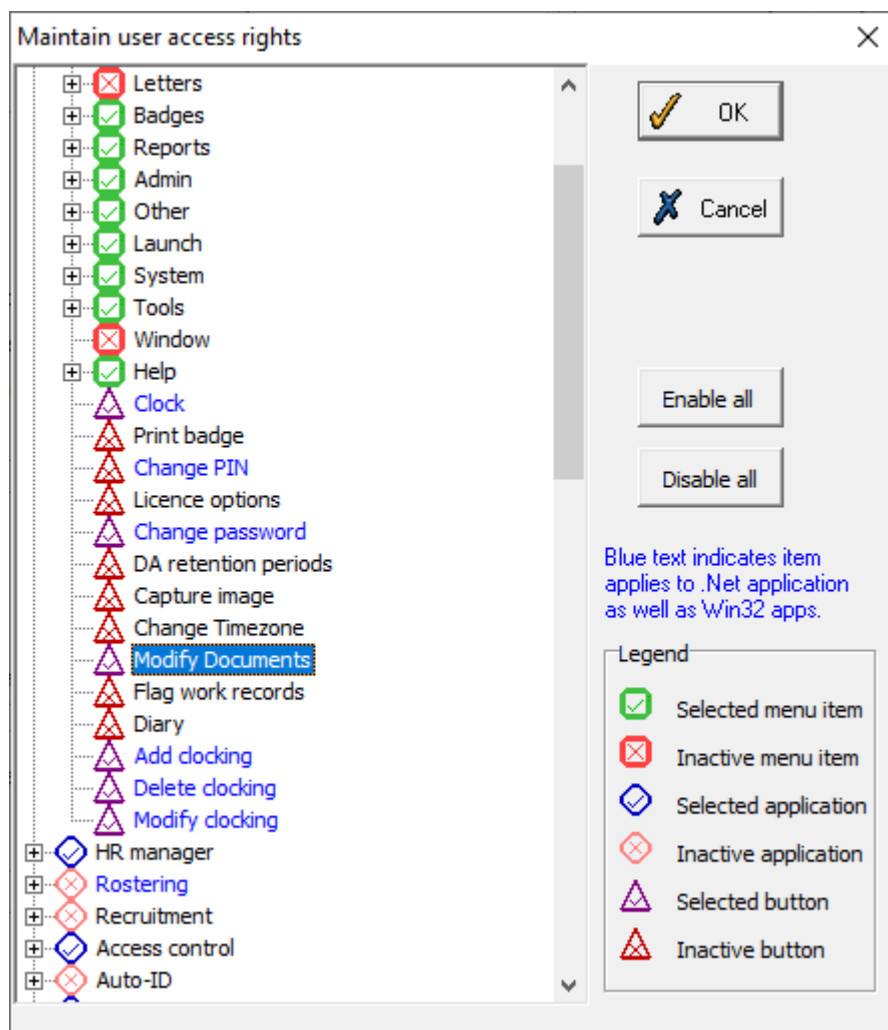 Maintain user access rights
Letters
Badges
Reports
Admin
Other
Launch
System
Tools
Window
Help
Clock
Print badge
Change PIN
Licence options
Change password
DA retention periods
Capture image
Change Timezone
Modify Documents
Flag work records
Diary
Add clocking
Delete clocking
Modify clocking
HR manager
Rostering
Recruitment
Access control
Auto-ID
OK
Cancel
Enable all
Disable all
Blue text indicates item
applies to .Net application
as well as Win32 apps.
Legend
Selected menu item
Inactive menu item
Selected application
Inactive application
Selected button
Inactive button